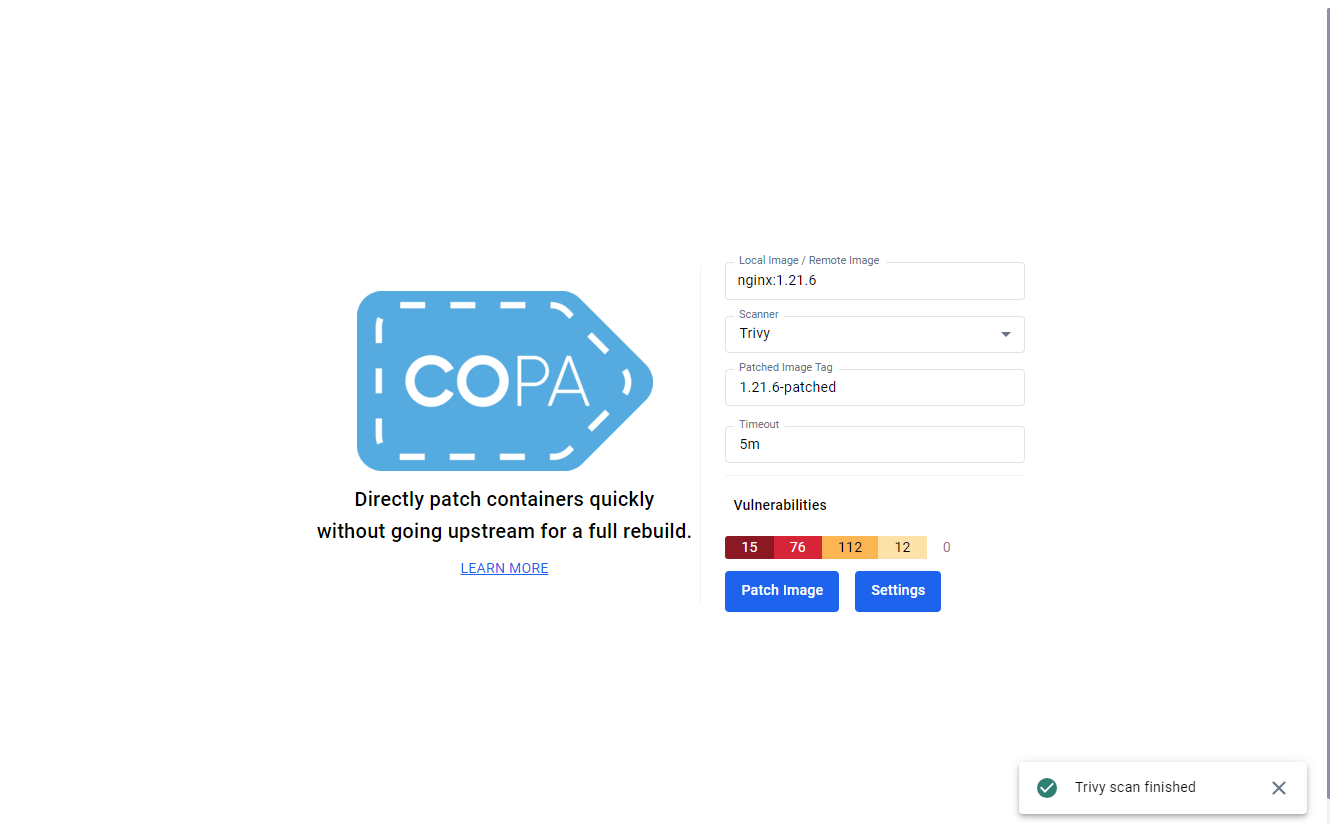 COPA
Directly patch containers quickly
without going upstream for a full rebuild.
LEARN MORE
Local Image / Remote Image
nginx:1.21.6
Scanner
Trivy
Patched Image Tag
1.21.6-patched
Timeout
5m
Vulnerabilities
15 76 112 12 0
Patch Image Settings
Trivy scan finished